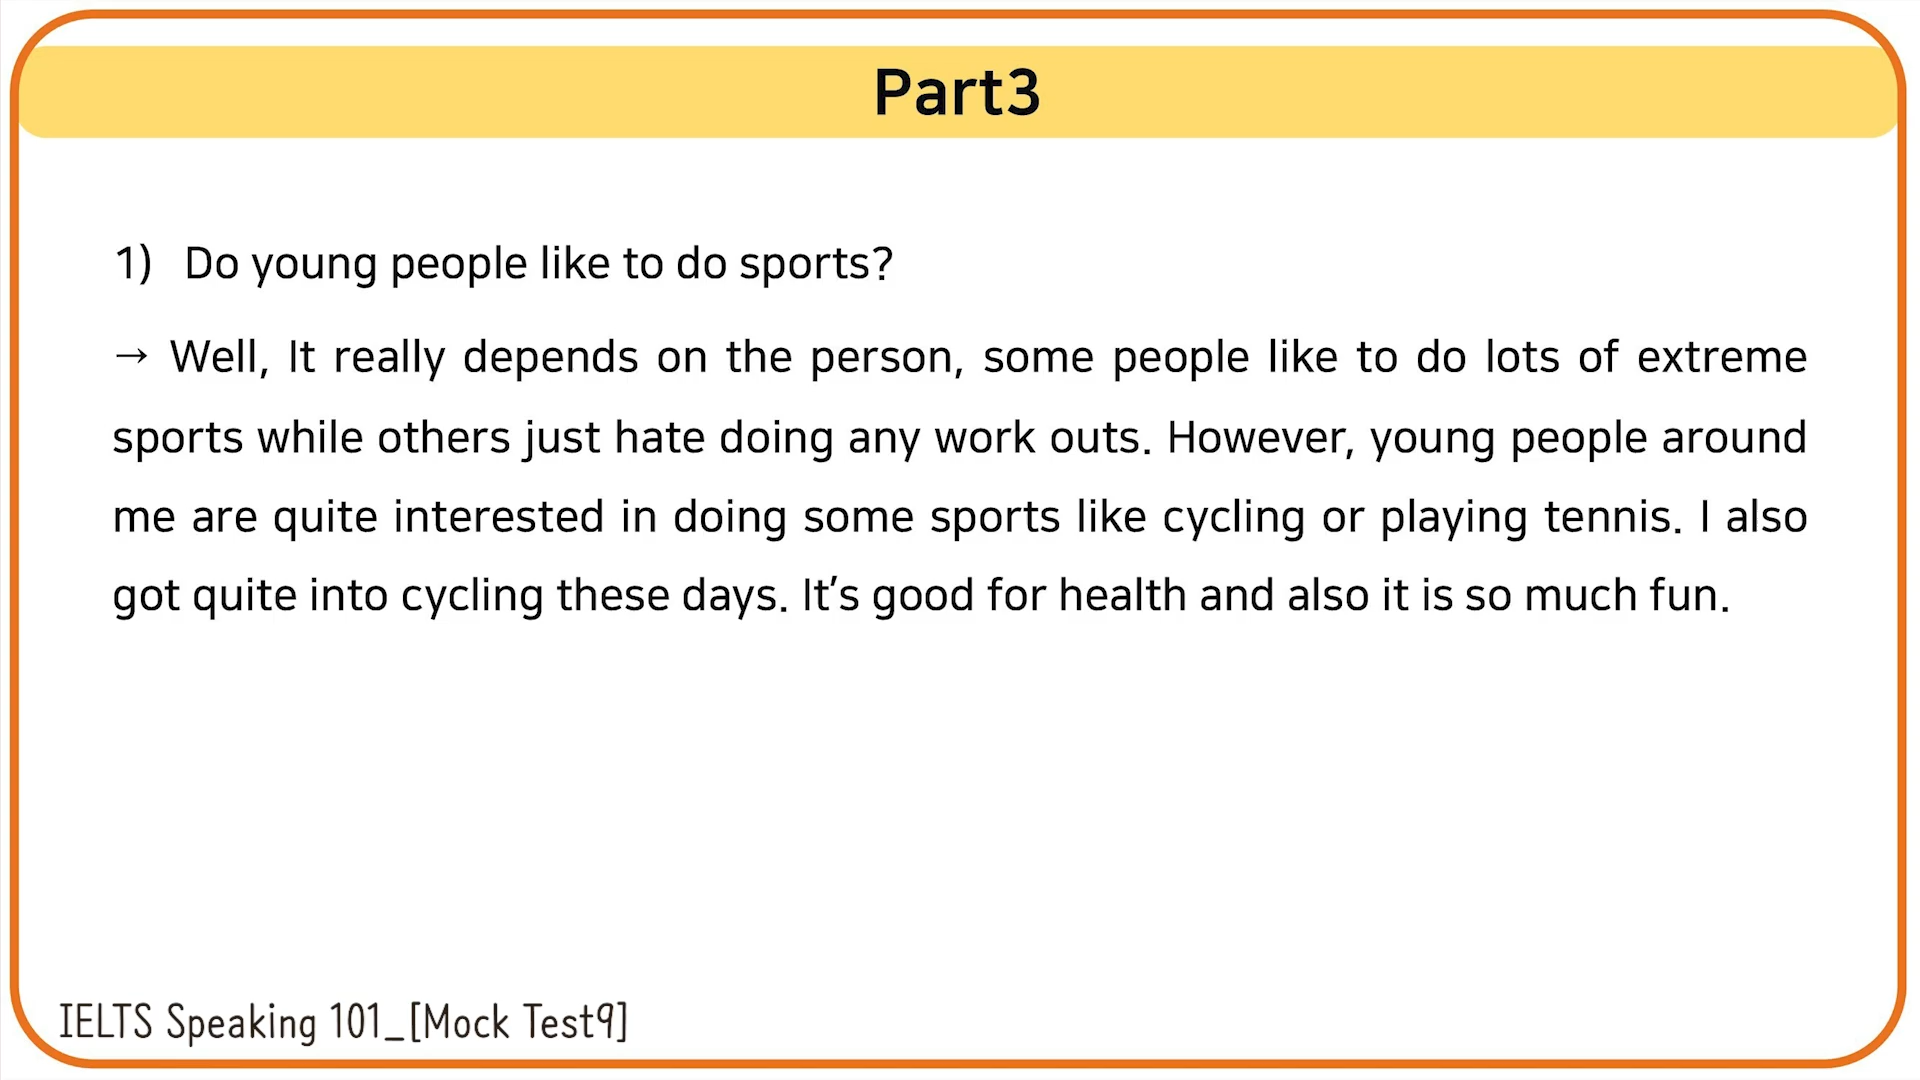 Part3
1) Do young people like to do sports?
→ Well, It really depends on the person, some people like to do lots of extreme
sports while others just hate doing any work outs. However, young people around
me are quite interested in doing some sports like cycling or playing tennis. I also
got quite into cycling these days. It's good for health and also it is so much fun.
IELTS Speaking 101_[Mock Test9]